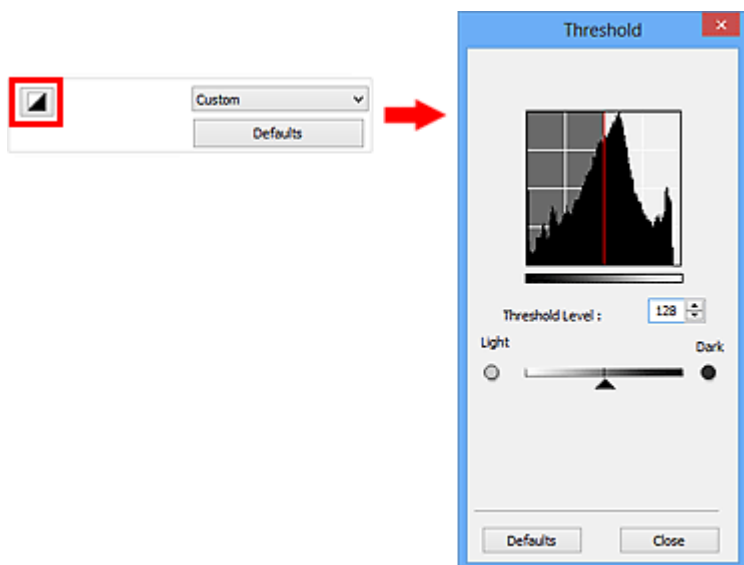 Custom
Defaults
Threshold
Threshold Level : 128
Light Dark
Defaults Close